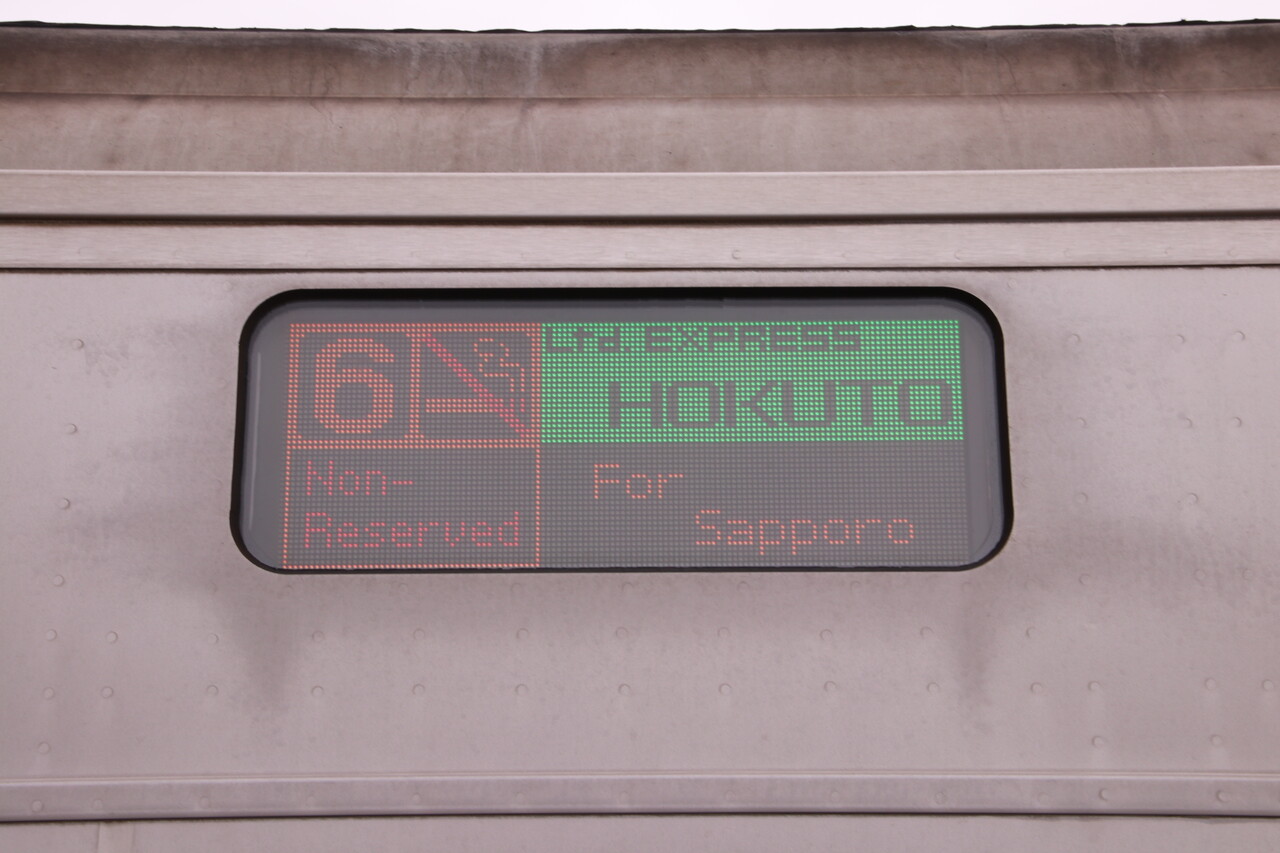 6
Non-
Reserved
Ltd. EXPRESS
HOKUTO
For
Sapporo